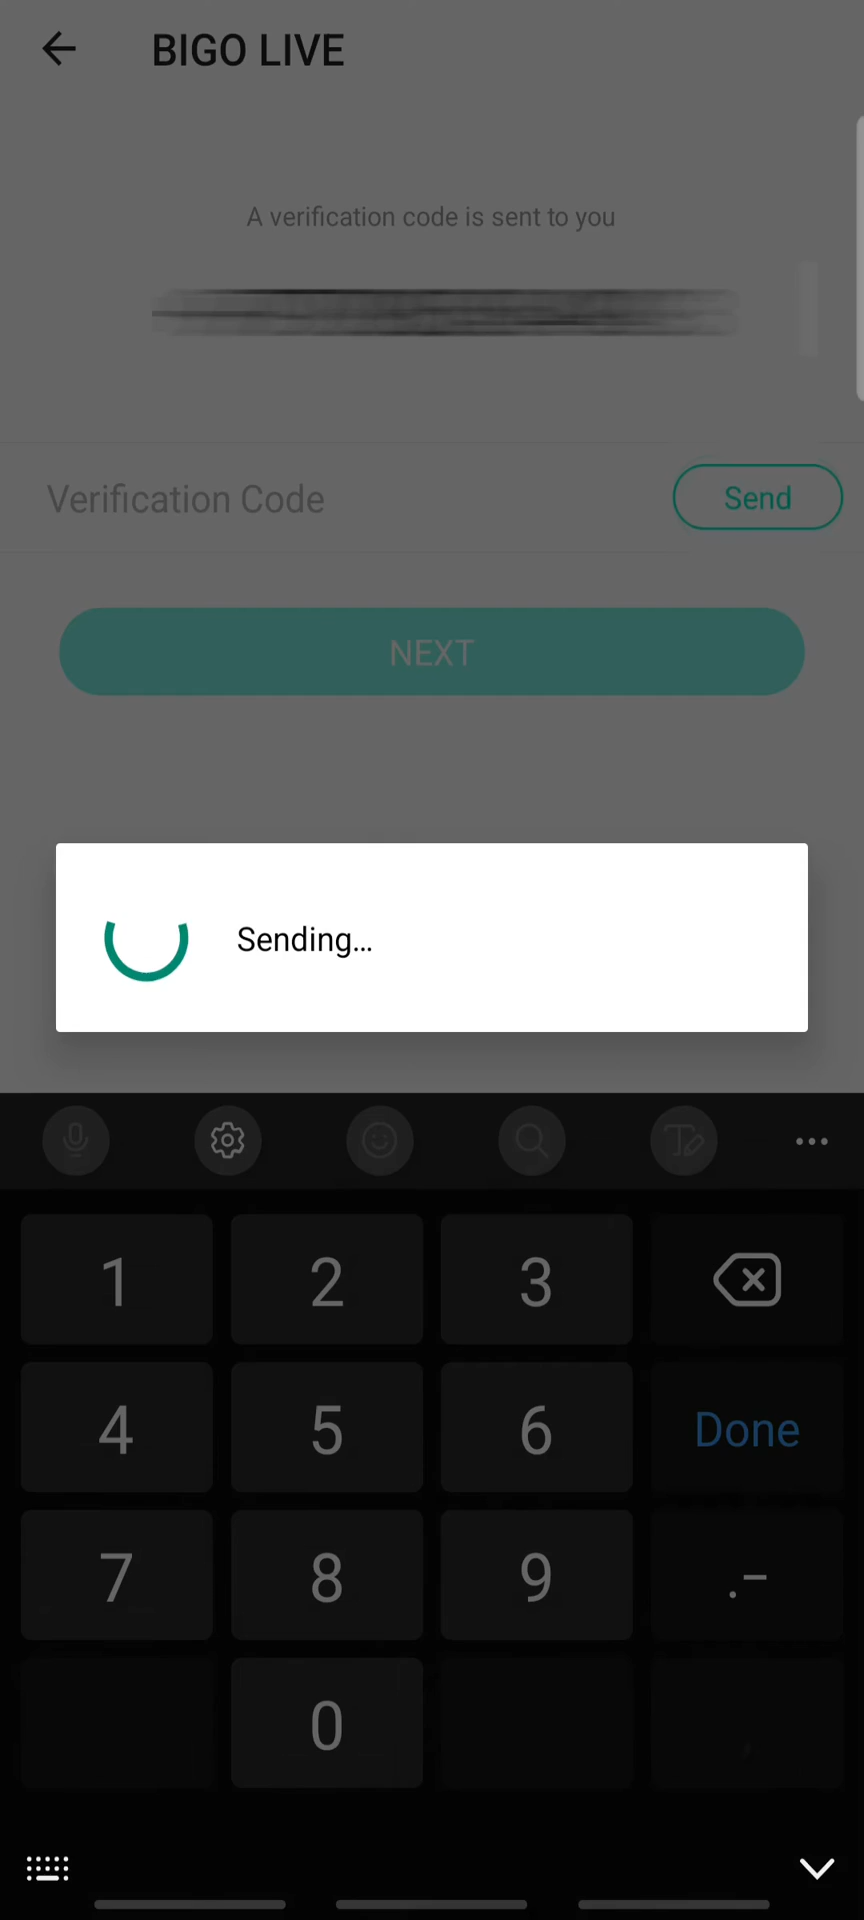 BIGO LIVE
A verification code is sent to you
Verification Code
Send
NEXT
Sending...
1 2 3
4 5 6 Done
7 8 9 .-
0 ,